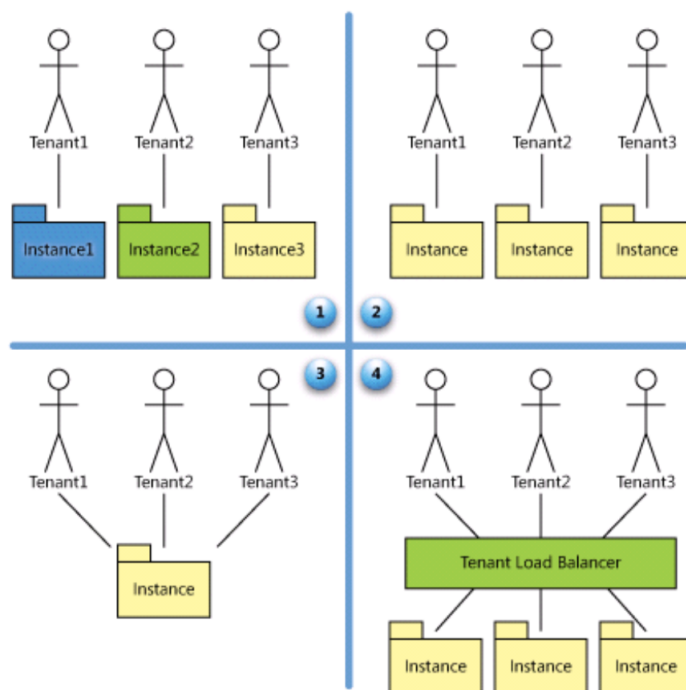 Tenant1 Tenant2 Tenant3
Instance1 Instance2 Instance3
1
Tenant1 Tenant2 Tenant3
Instance Instance Instance
2
3
Tenant1 Tenant2 Tenant3
Instance
4
Tenant1 Tenant2 Tenant3
Tenant Load Balancer
Instance Instance Instance